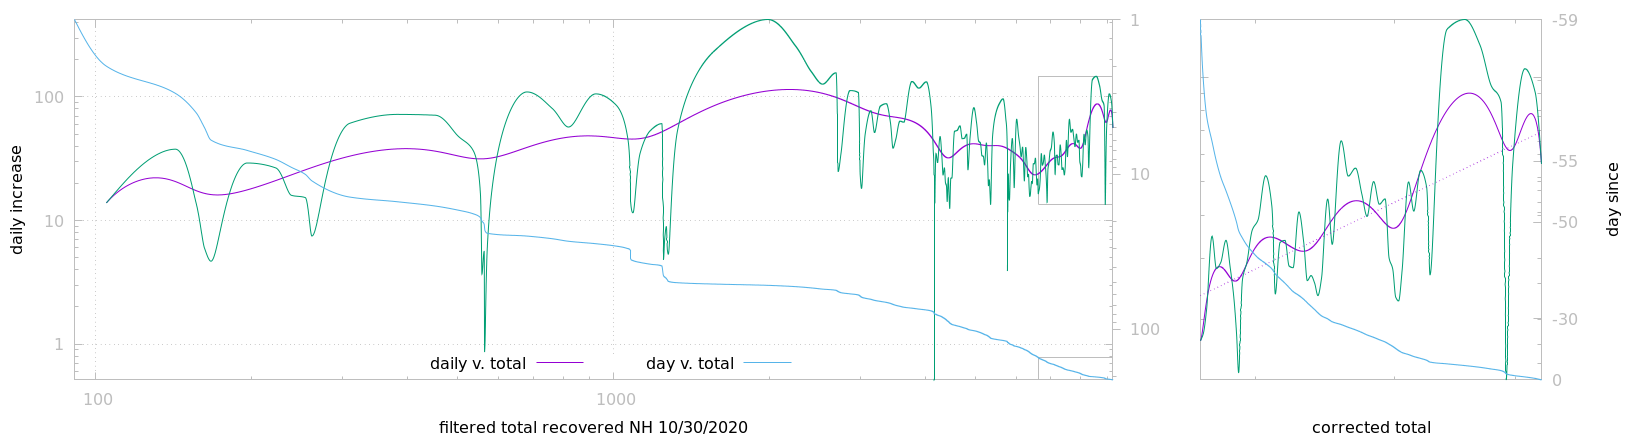 daily increase
100
10
1
100
1000
1
10
100
daily v. total
day v. total
filtered total recovered NH 10/30/2020
-59
-55
-50
-30
0
day since
corrected total